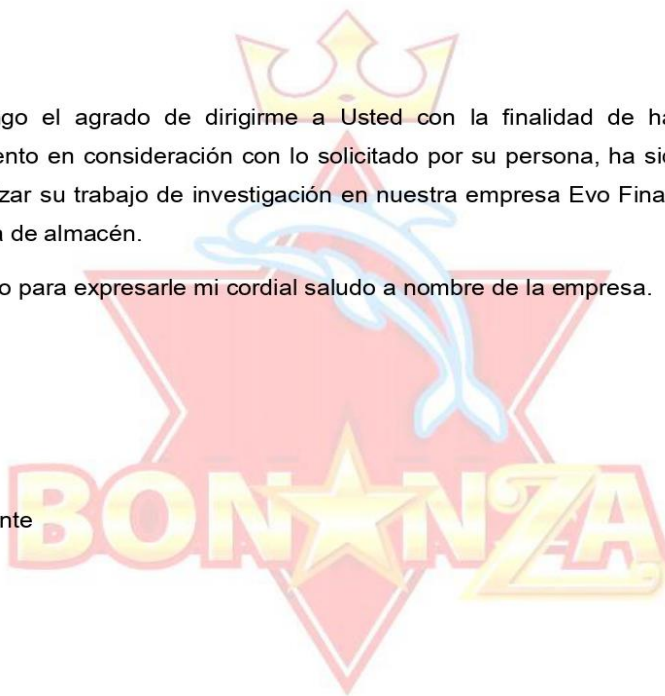 go el agrado de dirigirme a Usted con la finalidad de ha
ento en consideración con lo solicitado por su persona, ha si
zar su trabajo de investigación en nuestra empresa Evo Fina
a de almacén.
o para expresarle mi cordial saludo a nombre de la empresa.
BONANZA
nte